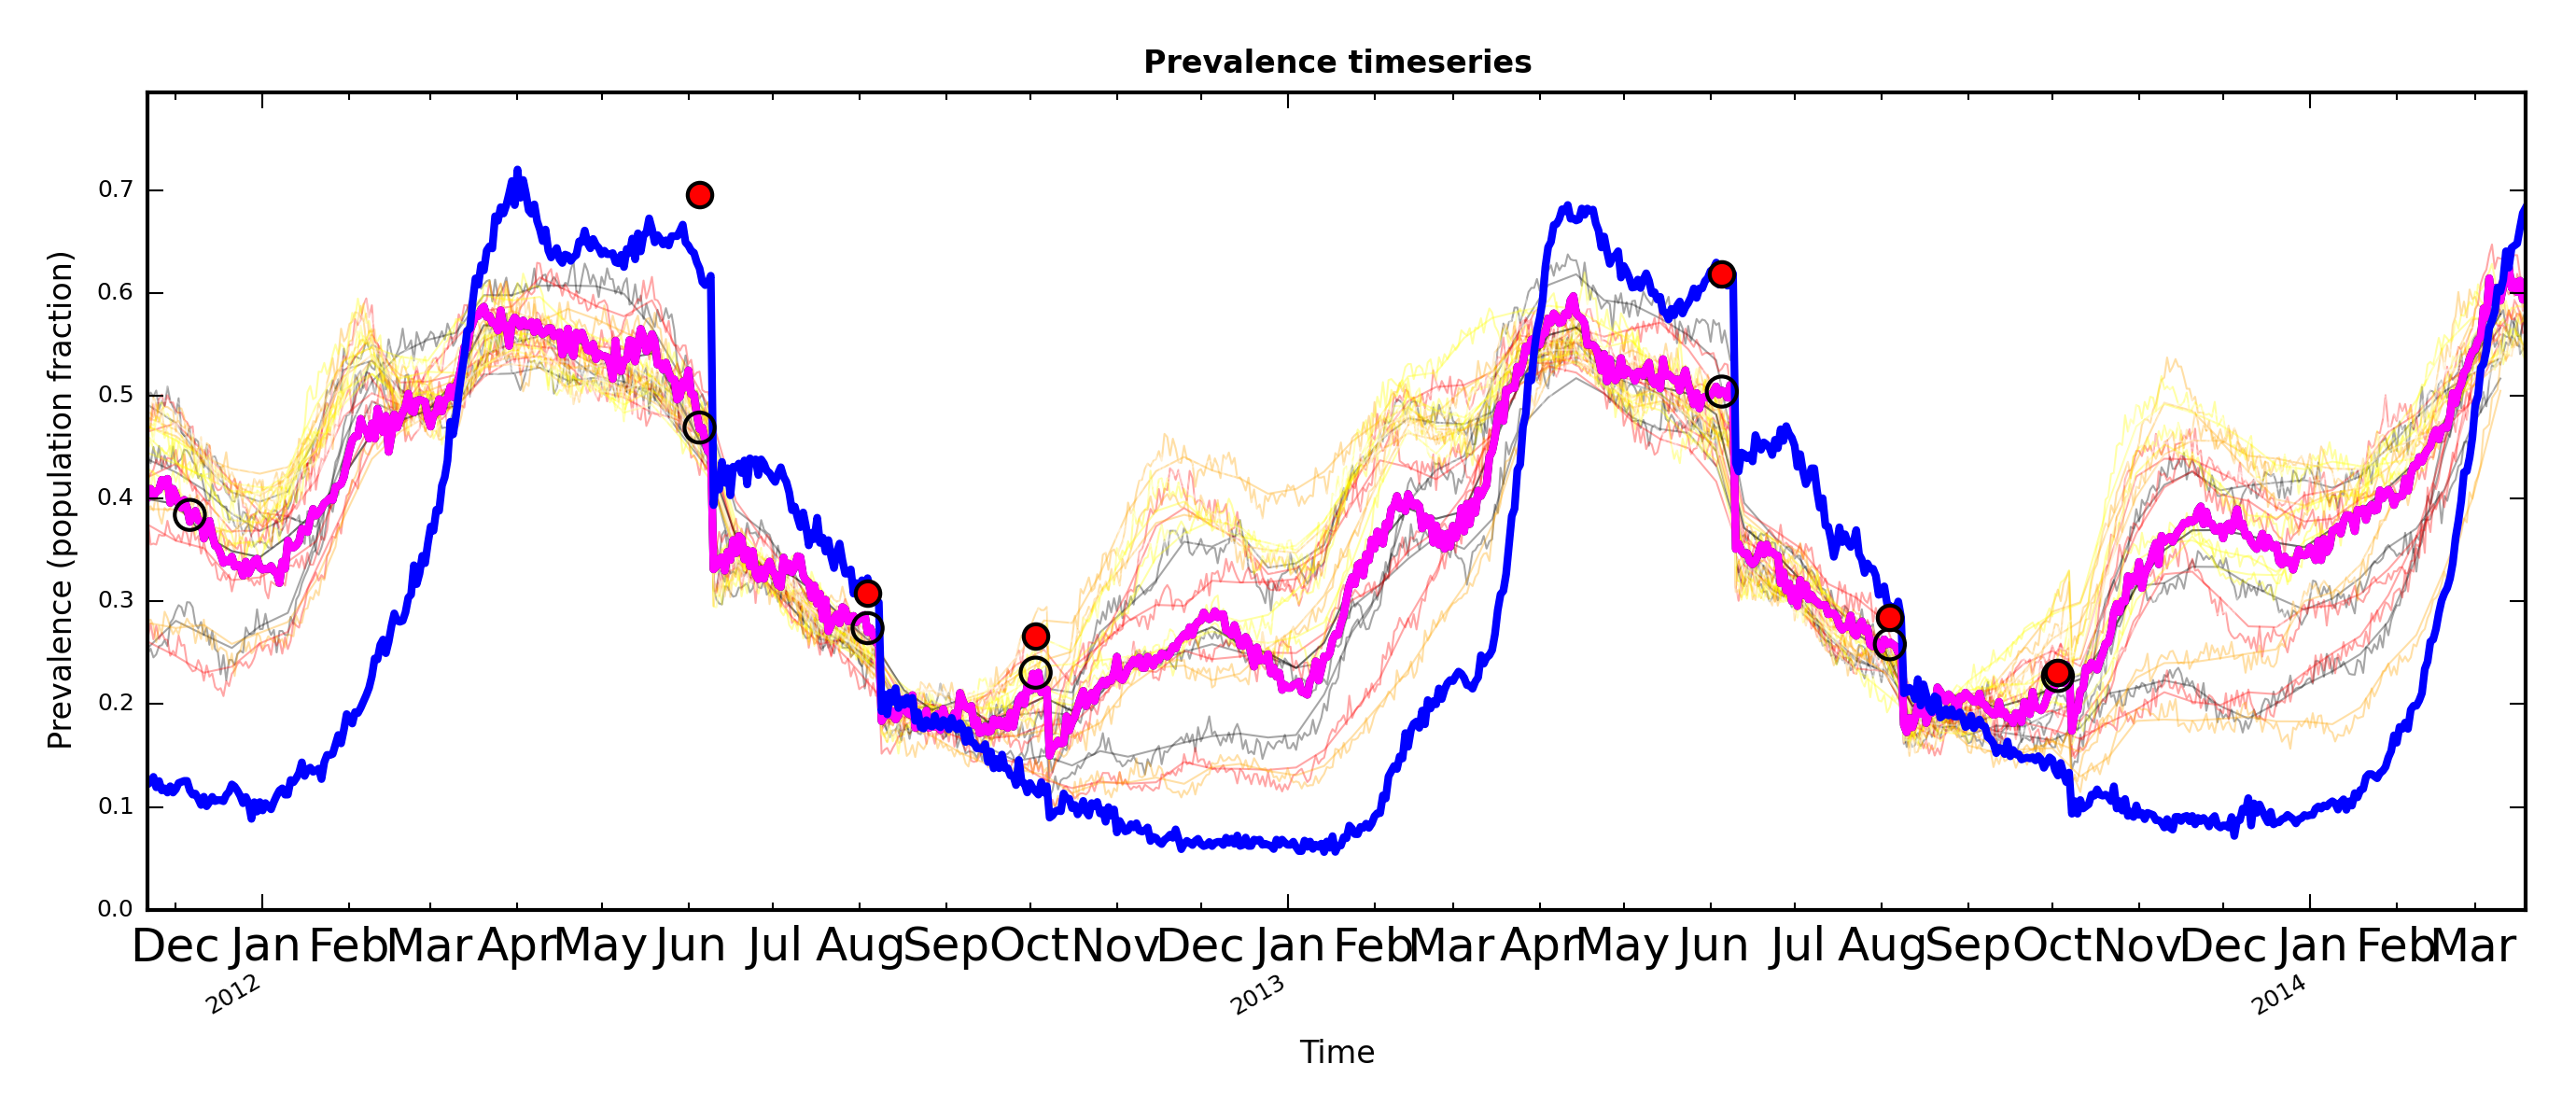 Prevalence timeseries
Prevalence (population fraction)
0.7
0.6
0.5
0.4
0.3
0.2
0.1
0.0
Dec Jan Feb Mar Apr May Jun Jul Aug Sep Oct Nov Dec Jan Feb Mar Apr May Jun Jul Aug Sep Oct Nov Dec Jan Feb Mar
2012 2013 2014
Time